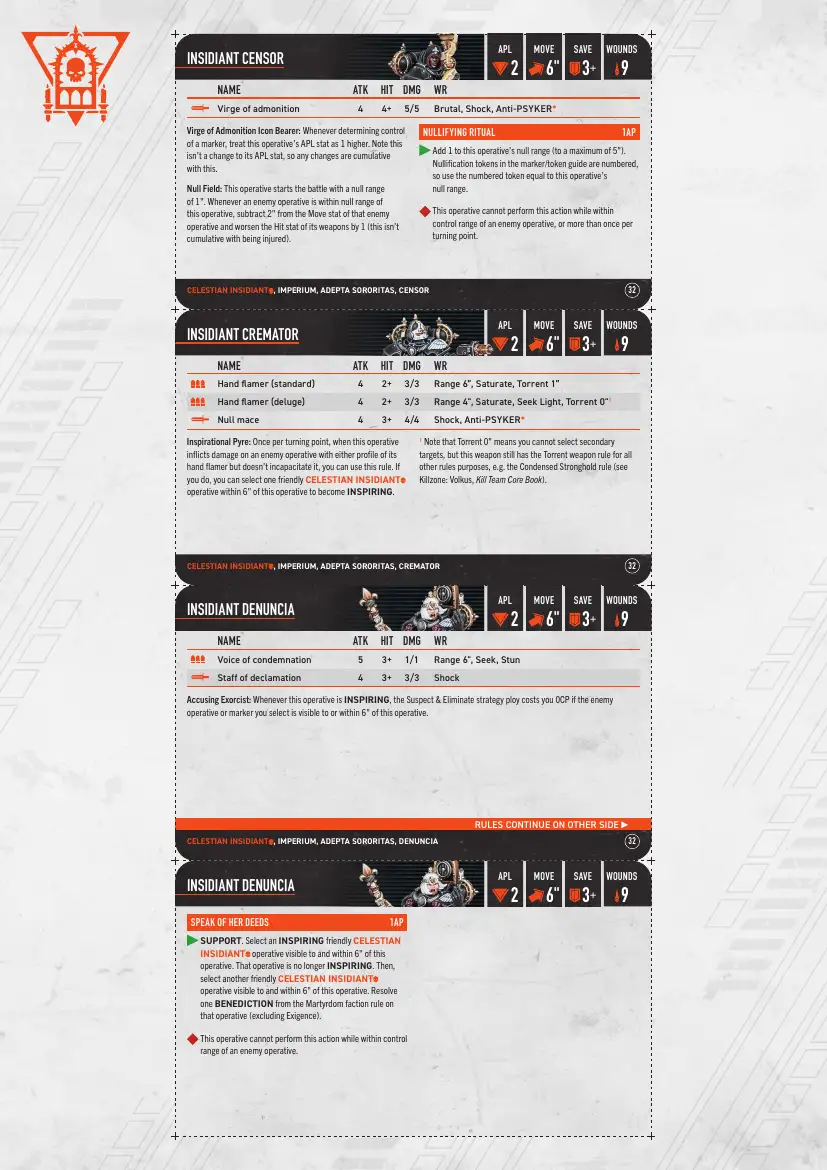 INSIDIANT CENSOR
APL MOVE SAVE WOUNDS
2 6" 3+ 9
NAME ATK HIT DMG WR
Virge of admonition 4 4+ 5/5 Brutal, Shock, Anti-PSYKER*
Virge of Admonition Icon Bearer: Whenever determining control
of a marker, treat this operative's APL stat as 1 higher. Note this
isn't a change to its APL stat, so any changes are cumulative
with this.
Null Field: This operative starts the battle with a null range
of 1". Whenever an enemy operative is within null range of
this operative, subtract 2" from the Move stat of that enemy
operative and worsen the Hit stat of its weapons by 1 (this isn't
cumulative with being injured).
NULLIFYING RITUAL 1AP
Add 1 to this operative's null range (to a maximum of 5").
Nullification tokens in the marker/token guide are numbered,
so use the numbered token equal to this operative's
null range.
This operative cannot perform this action while within
control range of an enemy operative, or more than once per
turning point.
CELESTIAN INSIDIANT, IMPERIUM, ADEPTA SORORITAS, CENSOR
32
INSIDIANT CREMATOR
APL MOVE SAVE WOUNDS
2 6" 3+ 9
NAME ATK HIT DMG WR
Hand flamer (standard) 4 2+ 3/3 Range 6", Saturate, Torrent 1"
Hand flamer (deluge) 4 2+ 3/3 Range 4", Saturate, Seek Light, Torrent 0"¹
Null mace 4 3+ 4/4 Shock, Anti-PSYKER*
Inspirational Pyre: Once per turning point, when this operative
inflicts damage on an enemy operative with either profile of its
hand flamer but doesn't incapacitate it, you can use this rule. If
you do, you can select one friendly CELESTIAN INSIDIANT
operative within 6" of this operative to become INSPIRING.
¹ Note that Torrent 0" means you cannot select secondary
targets, but this weapon still has the Torrent weapon rule for all
other rules purposes, e.g. the Condensed Stronghold rule (see
Killzone: Volkus, Kill Team Core Book).
CELESTIAN INSIDIANT, IMPERIUM, ADEPTA SORORITAS, CREMATOR
32
INSIDIANT DENUNCIA
APL MOVE SAVE WOUNDS
2 6" 3+ 9
NAME ATK HIT DMG WR
Voice of condemnation 5 3+ 1/1 Range 6", Seek, Stun
Staff of declamation 4 3+ 3/3 Shock
Accusing Exorcist: Whenever this operative is INSPIRING, the Suspect & Eliminate strategy ploy costs you 0CP if the enemy
operative or marker you select is visible to or within 6" of this operative.
RULES CONTINUE ON OTHER SIDE ▶
CELESTIAN INSIDIANT, IMPERIUM, ADEPTA SORORITAS, DENUNCIA
32
INSIDIANT DENUNCIA
APL MOVE SAVE WOUNDS
2 6" 3+ 9
SPEAK OF HER DEEDS 1AP
SUPPORT. Select an INSPIRING friendly CELESTIAN
INSIDIANT operative visible to and within 6" of this
operative. That operative is no longer INSPIRING. Then,
select another friendly CELESTIAN INSIDIANT
operative visible to and within 6" of this operative. Resolve
one BENEDICTION from the Martyrdom faction rule on
that operative (excluding Exigence).
This operative cannot perform this action while within control
range of an enemy operative.